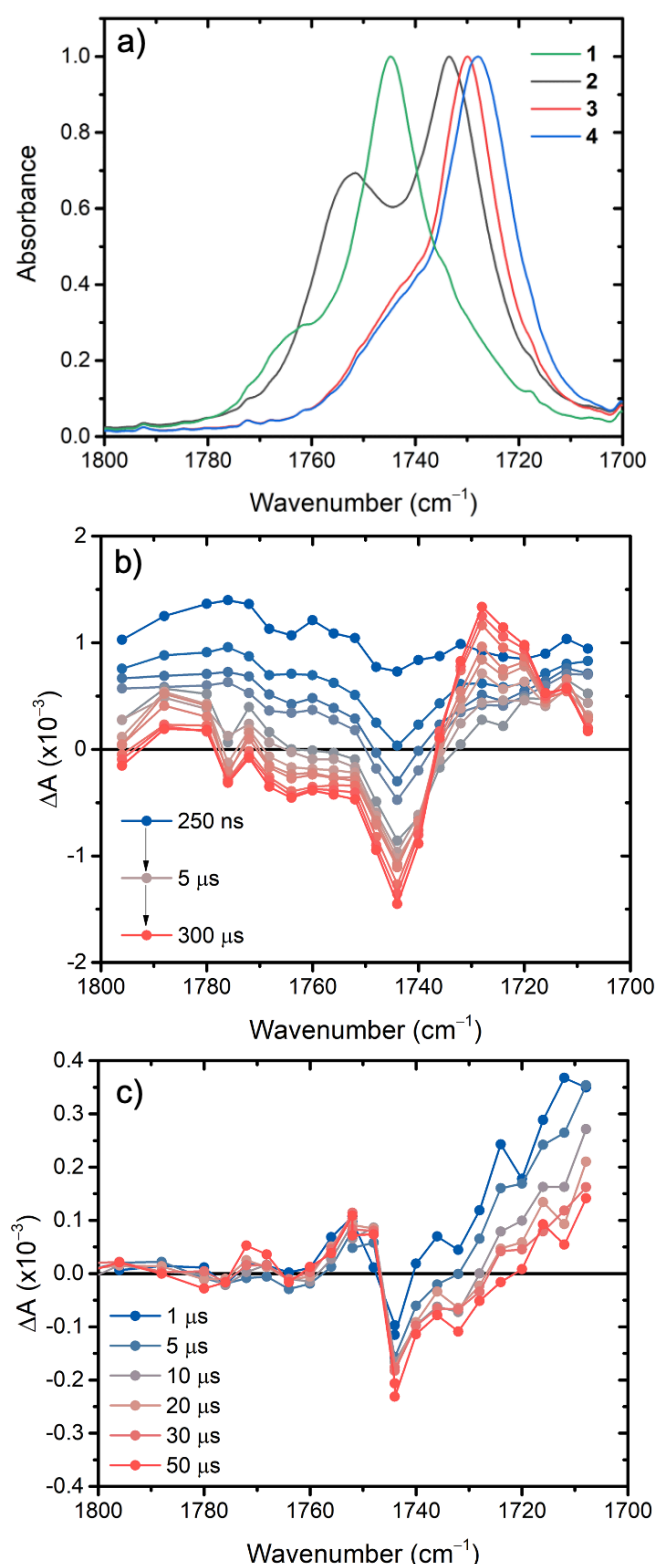 a)
1
2
3
4
1.0
0.8
0.6
0.4
0.2
0.0
Absorbance
1800 1780 1760 1740 1720 1700
Wavenumber (cm⁻¹)
b)
2
1
0
-1
-2
ΔA (x10⁻³)
250 ns
5 μs
300 μs
1800 1780 1760 1740 1720 1700
Wavenumber (cm⁻¹)
c)
0.4
0.3
0.2
0.1
0.0
-0.1
-0.2
-0.3
-0.4
ΔA (x10⁻³)
1 μs
5 μs
10 μs
20 μs
30 μs
50 μs
1800 1780 1760 1740 1720 1700
Wavenumber (cm⁻¹)